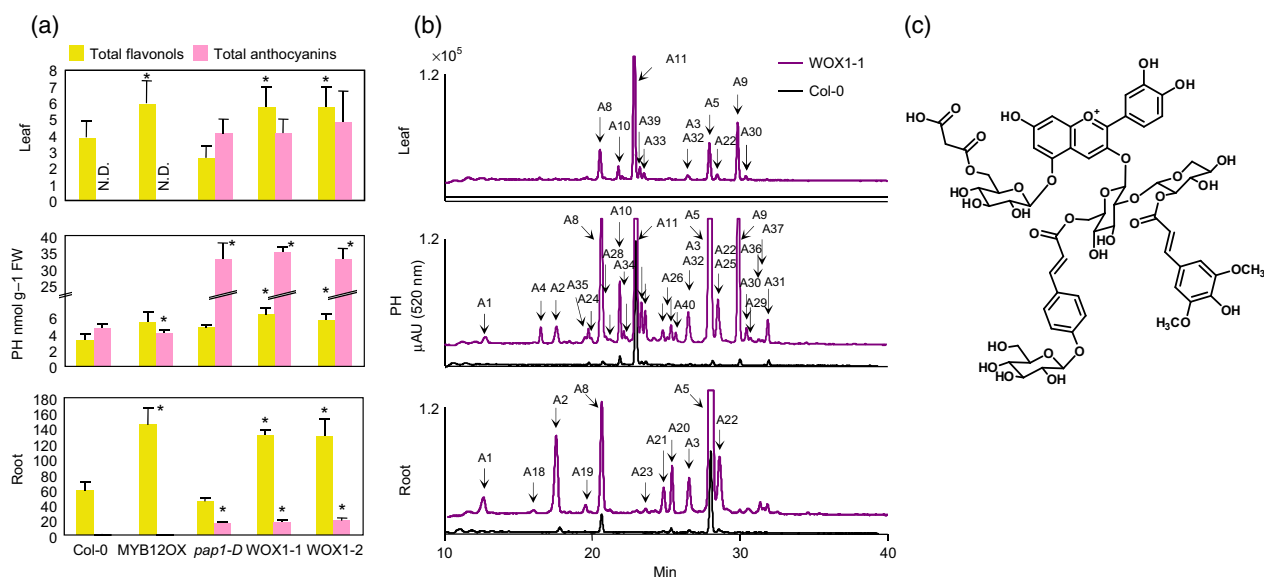 (a)
Total flavonols Total anthocyanins
Leaf
8
7
6
5
4
3
2
1
0
* * *
N.D. N.D.
PH nmol g–1 FW
40
35
30
25
6
4
2
0
* * * * * *
Root
180
160
140
120
100
80
60
40
20
0
* * * * * *
Col-0 MYB12OX pap1-D WOX1-1 WOX1-2
(b)
×10⁵
WOX1-1
Col-0
Leaf
1.2
A8 A10 A11 A39 A33 A3 A32 A5 A22 A9 A30
PH
µAU (520 nm)
1.2
A1 A4 A2 A35 A24 A8 A28 A10 A34 A11 A26 A40 A3 A32 A5 A22 A25 A9 A36 A37 A30 A29 A31
Root
1.2
A1 A18 A2 A19 A8 A23 A21 A20 A3 A5 A22
10 20 30 40
Min
(c)
OH
OH
HO
O
O
O
O
HO
O+
O
HO
HO
OH
O
O
O
O
OH
OH
O
O
HO
OH
O
O
O
OCH₃
OH
H₃CO
HO
O
O
HO
HO
OH